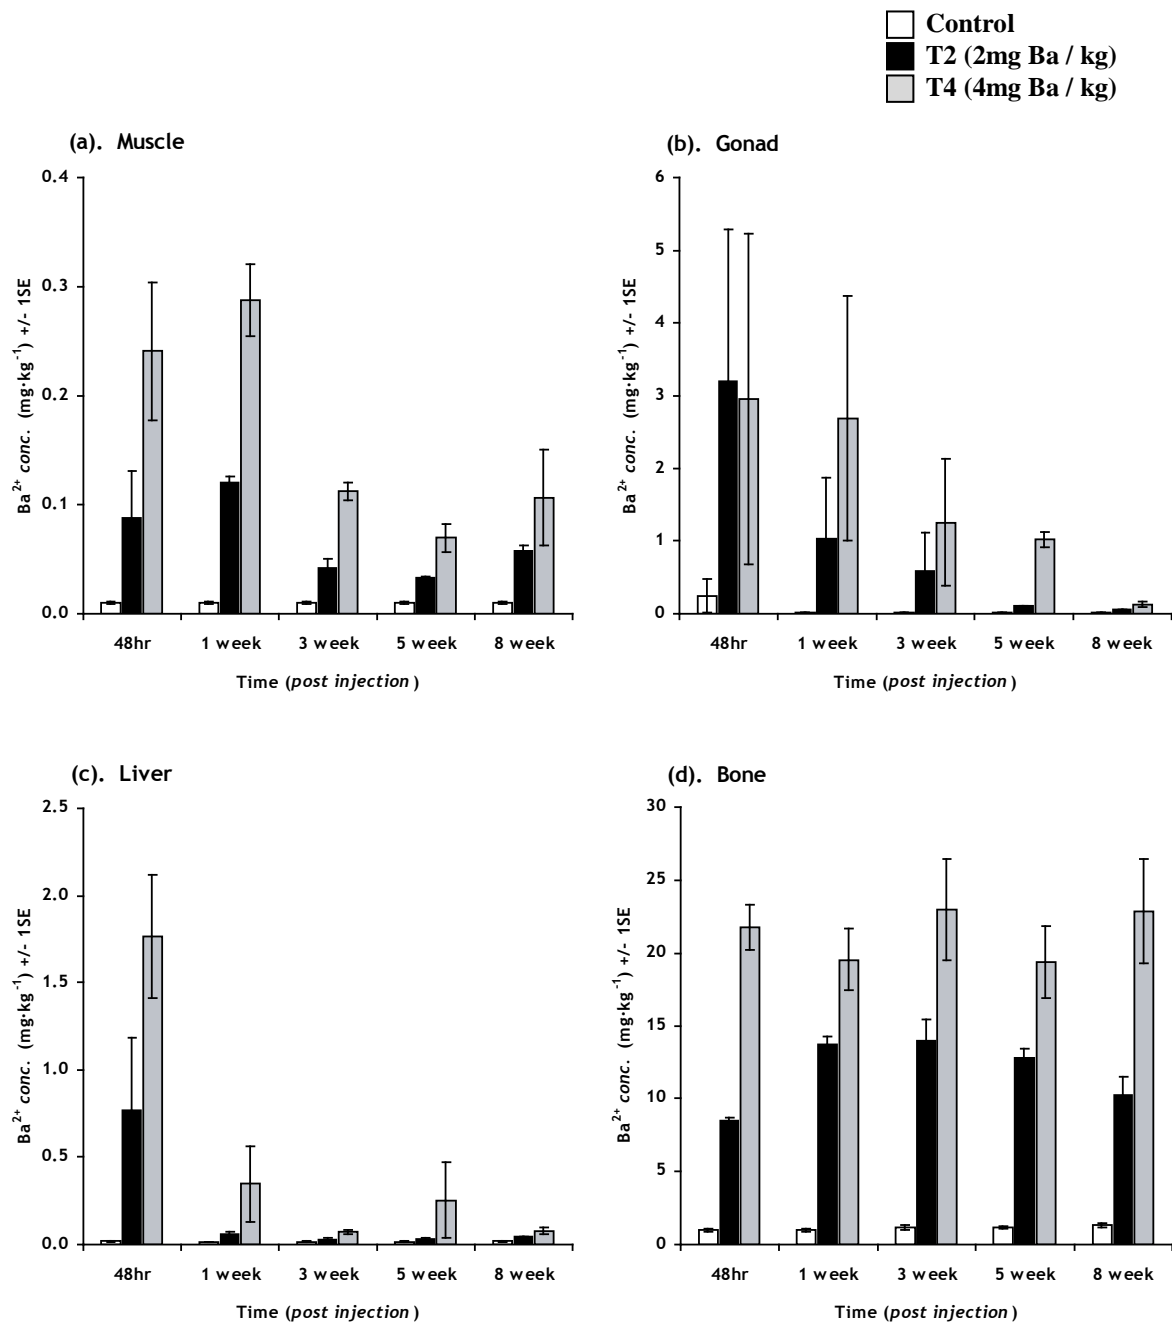 Control
T2 (2mg Ba / kg)
T4 (4mg Ba / kg)
(a). Muscle
0.4
0.3
0.2
0.1
0.0
Ba²⁺ conc. (mg·kg⁻¹) +/- 1SE
48hr 1 week 3 week 5 week 8 week
Time (post injection)
(b). Gonad
6
5
4
3
2
1
0
Ba²⁺ conc. (mg·kg⁻¹) +/- 1SE
48hr 1 week 3 week 5 week 8 week
Time (post injection)
(c). Liver
2.5
2.0
1.5
1.0
0.5
0.0
Ba²⁺ conc. (mg·kg⁻¹) +/- 1SE
48hr 1 week 3 week 5 week 8 week
Time (post injection)
(d). Bone
30
25
20
15
10
5
0
Ba²⁺ conc. (mg·kg⁻¹) +/- 1SE
48hr 1 week 3 week 5 week 8 week
Time (post injection)